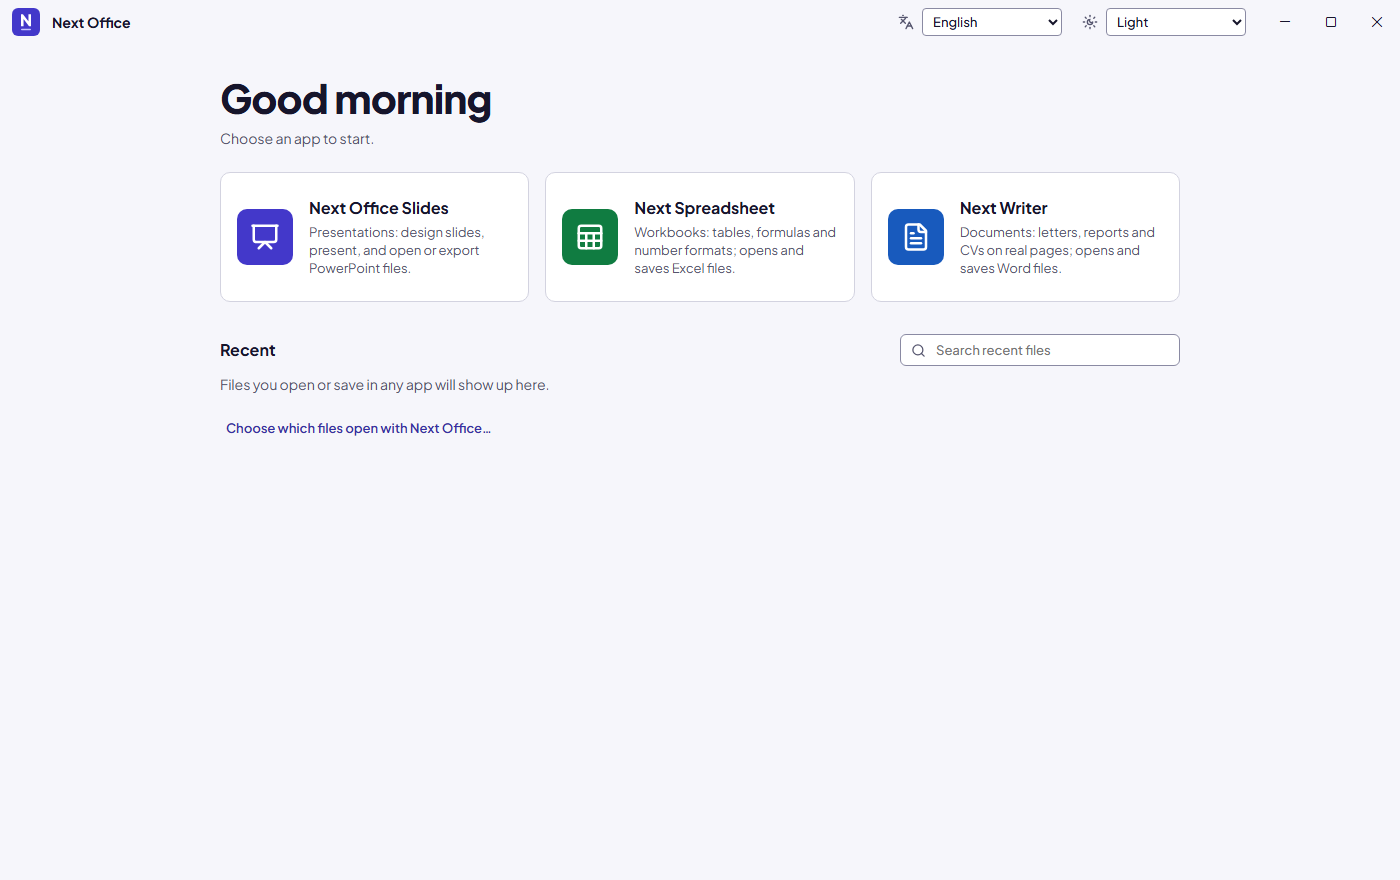 N
Next Office
English
Light
Good morning
Choose an app to start.
Next Office Slides
Presentations: design slides,
present, and open or export
PowerPoint files.
Next Spreadsheet
Workbooks: tables, formulas and
number formats; opens and
saves Excel files.
Next Writer
Documents: letters, reports and
CVs on real pages; opens and
saves Word files.
Recent
Search recent files
Files you open or save in any app will show up here.
Choose which files open with Next Office…